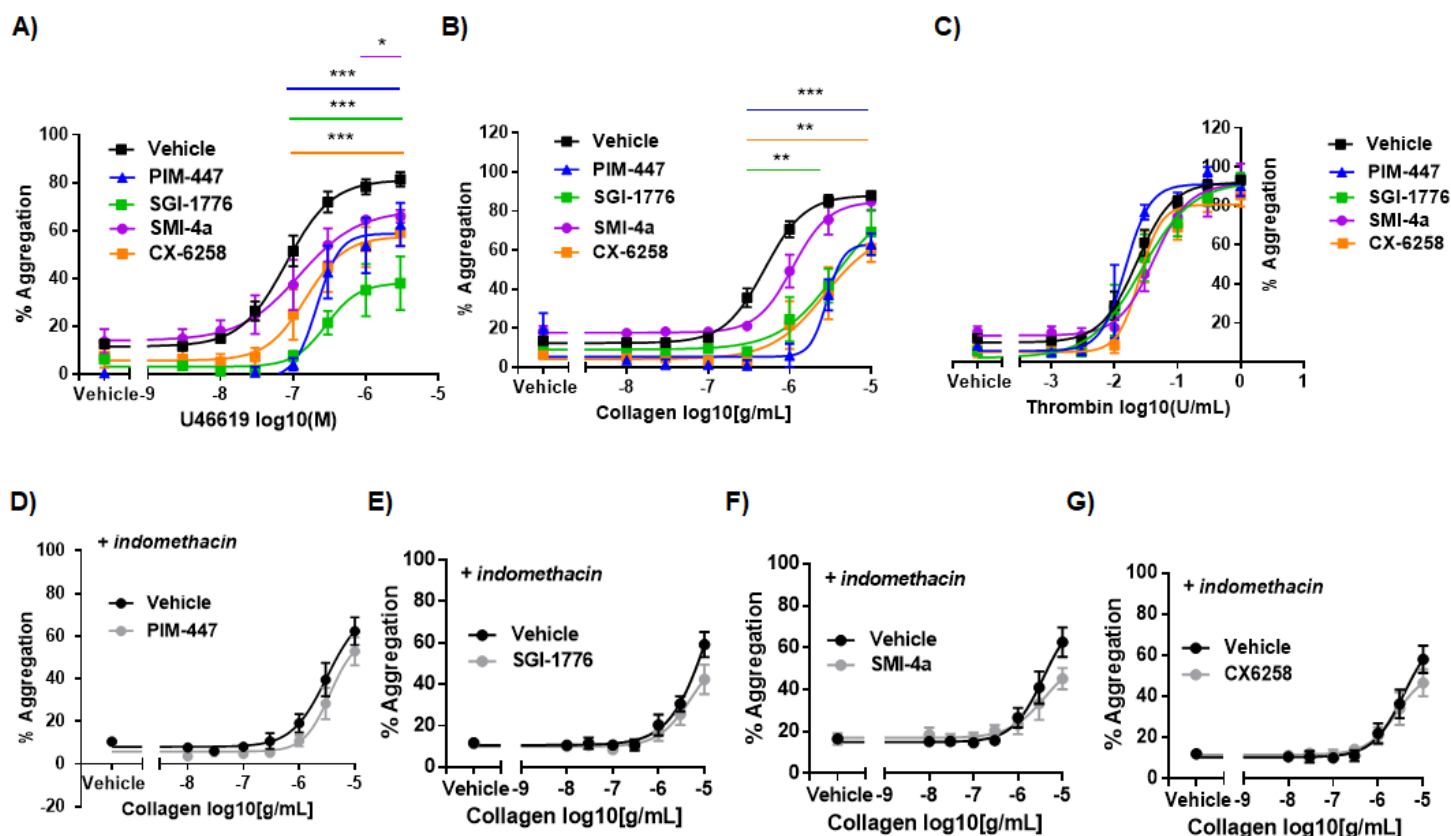 A)
*
***
***
***
Vehicle
PIM-447
SGI-1776
SMI-4a
CX-6258
% Aggregation
100
80
60
40
20
0
Vehicle -9 -8 -7 -6 -5
U46619 log10(M)
B)
***
**
**
Vehicle
PIM-447
SGI-1776
SMI-4a
CX-6258
% Aggregation
120
100
80
60
40
20
0
Vehicle -8 -7 -6 -5
Collagen log10[g/mL]
C)
Vehicle
PIM-447
SGI-1776
SMI-4a
CX-6258
% Aggregation
120
100
80
60
40
20
Vehicle -3 -2 -1 0 1
Thrombin log10(U/mL)
D)
+ indomethacin
Vehicle
PIM-447
% Aggregation
100
80
60
40
20
0
-20
Vehicle -8 -7 -6 -5
Collagen log10[g/mL]
E)
+ indomethacin
Vehicle
SGI-1776
% Aggregation
100
80
60
40
20
0
Vehicle -9 -8 -7 -6 -5
Collagen log10[g/mL]
F)
+ indomethacin
Vehicle
SMI-4a
% Aggregation
100
80
60
40
20
0
Vehicle -9 -8 -7 -6 -5
Collagen log10[g/mL]
G)
+ indomethacin
Vehicle
CX6258
% Aggregation
100
80
60
40
20
0
Vehicle -9 -8 -7 -6 -5
Collagen log10[g/mL]